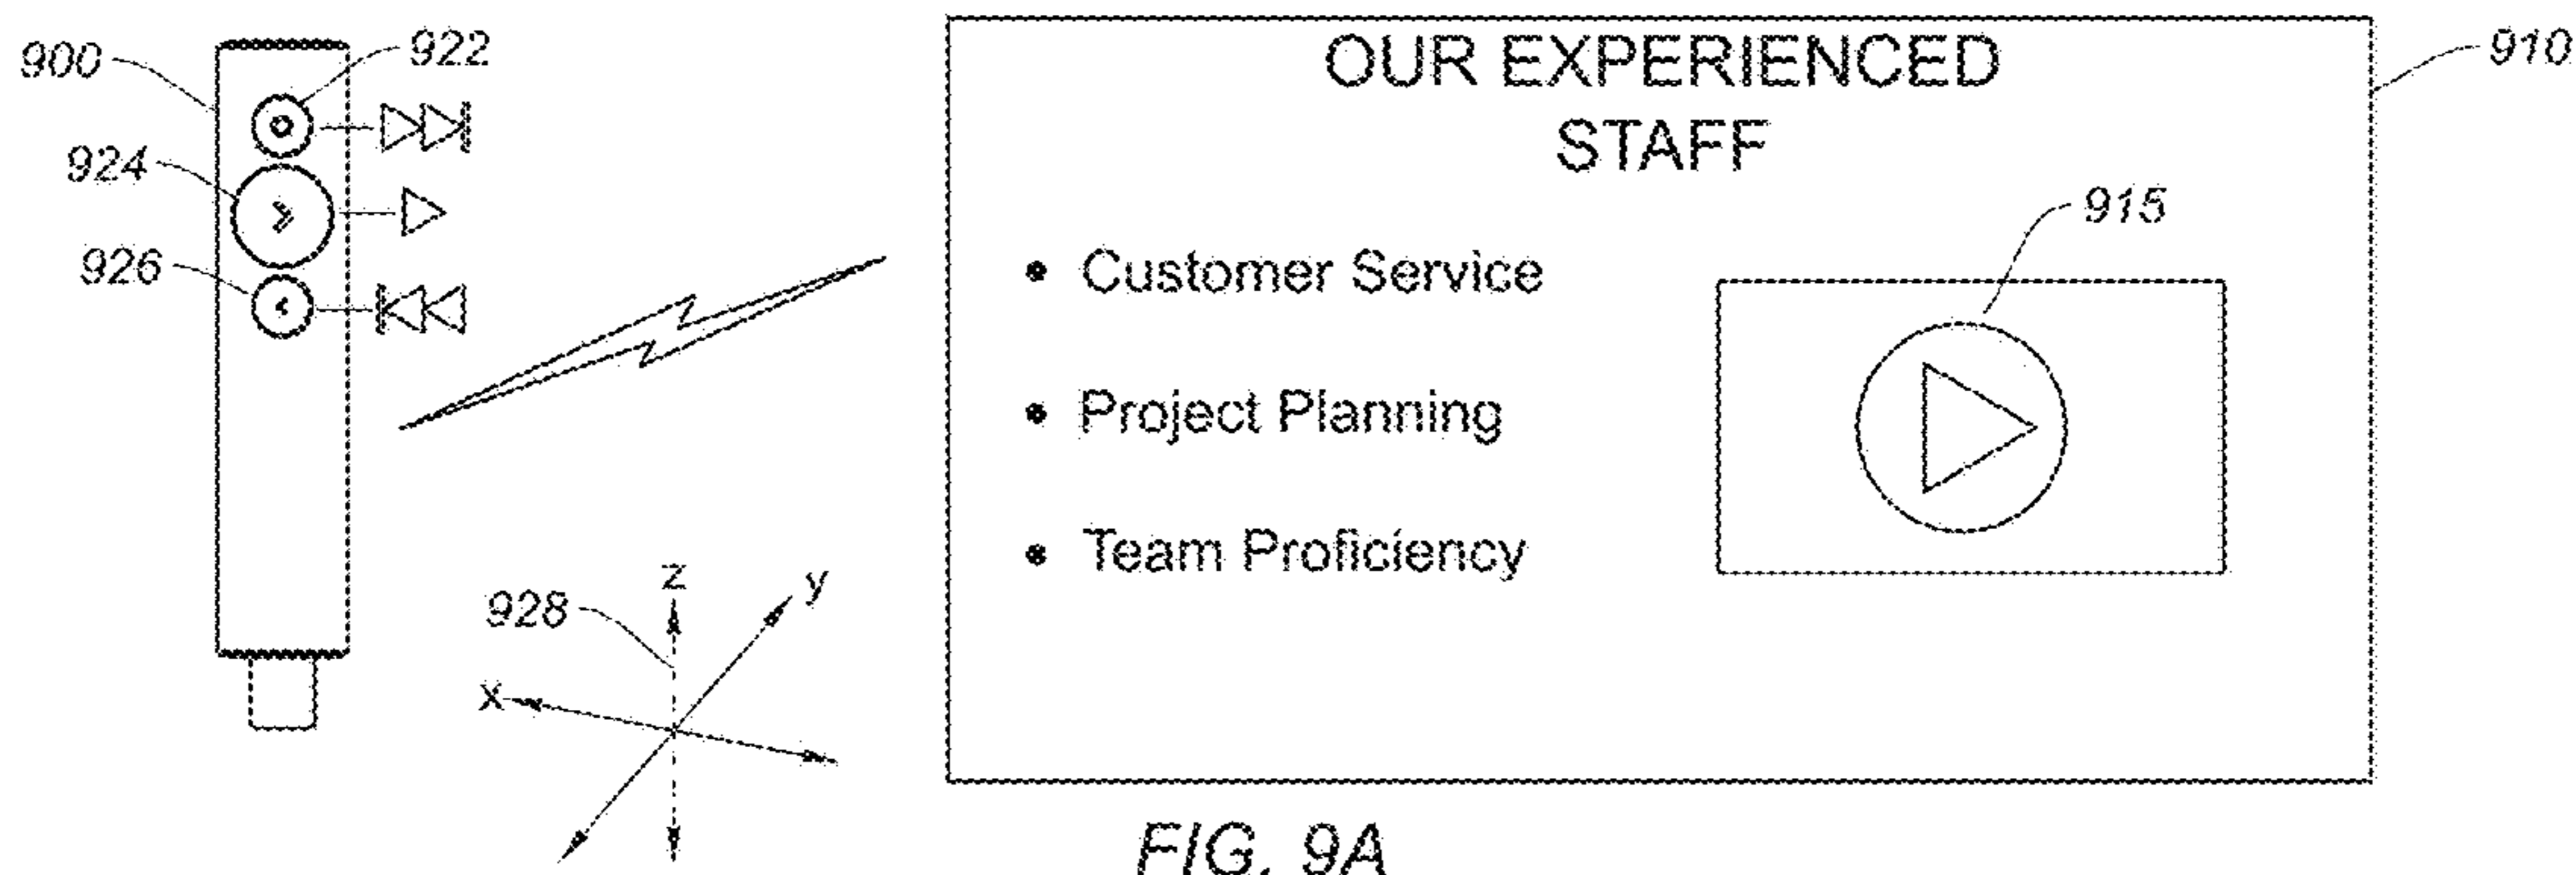 900
922
924
926
928
z
y
x
OUR EXPERIENCED
STAFF
910
915
• Customer Service
• Project Planning
• Team Proficiency
FIG. 9A